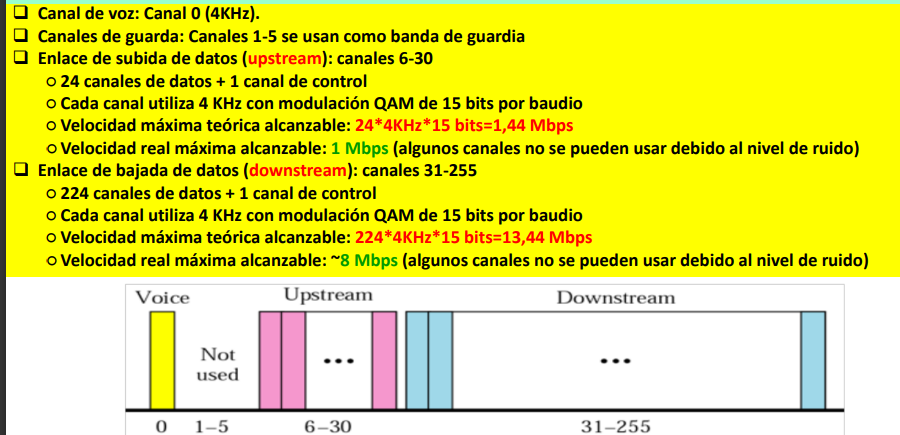 ❑ Canal de voz: Canal 0 (4KHz).
❑ Canales de guarda: Canales 1-5 se usan como banda de guardia
❑ Enlace de subida de datos (upstream): canales 6-30
o 24 canales de datos + 1 canal de control
o Cada canal utiliza 4 KHz con modulación QAM de 15 bits por baudio
o Velocidad máxima teórica alcanzable: 24*4KHz*15 bits=1,44 Mbps
o Velocidad real máxima alcanzable: 1 Mbps (algunos canales no se pueden usar debido al nivel de ruido)
❑ Enlace de bajada de datos (downstream): canales 31-255
o 224 canales de datos + 1 canal de control
o Cada canal utiliza 4 KHz con modulación QAM de 15 bits por baudio
o Velocidad máxima teórica alcanzable: 224*4KHz*15 bits=13,44 Mbps
o Velocidad real máxima alcanzable: ~8 Mbps (algunos canales no se pueden usar debido al nivel de ruido)
Voice Upstream Downstream
Not
used
••• •••
0 1–5 6–30 31–255